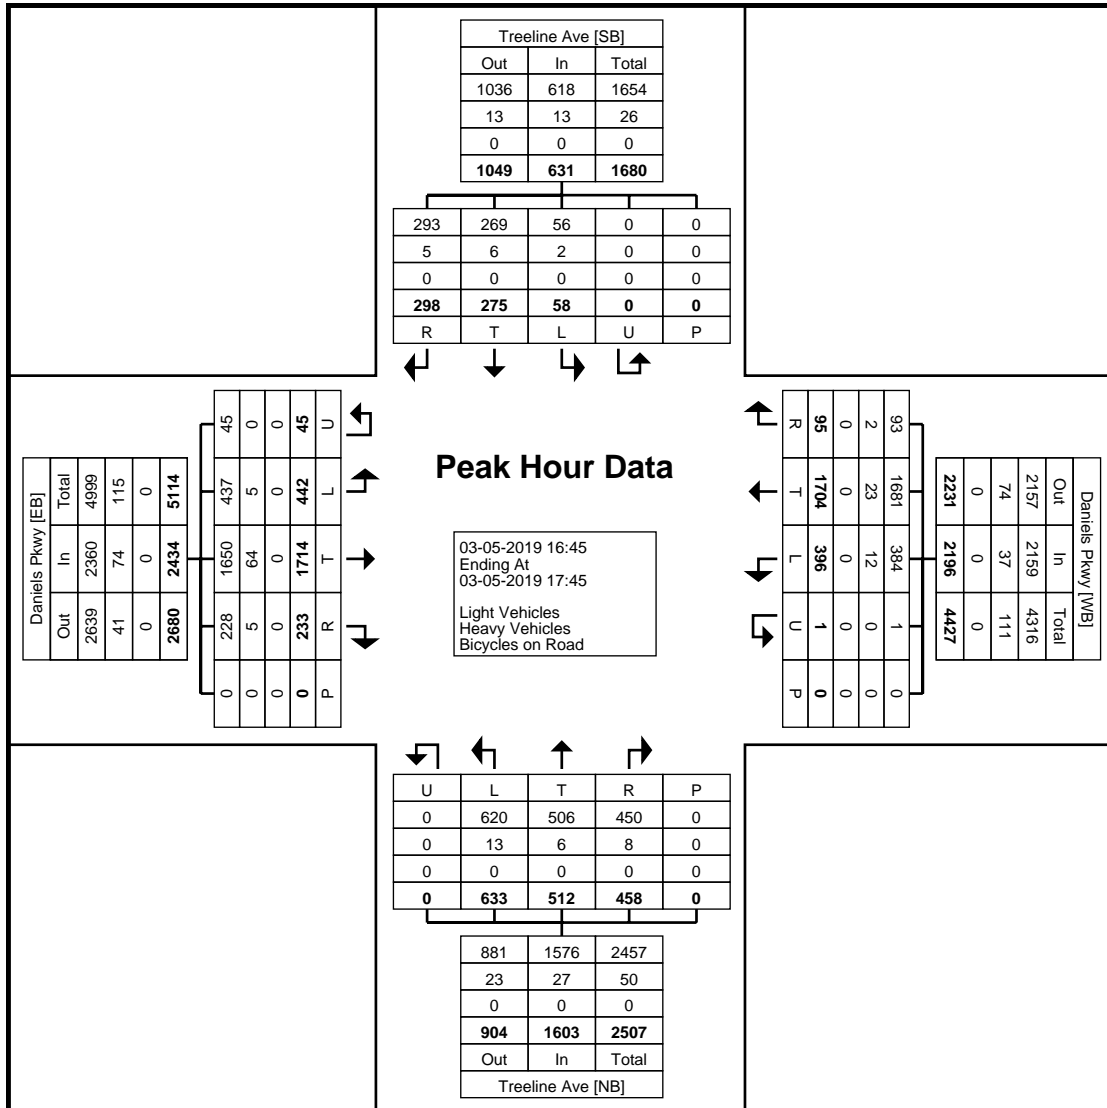 Treeline Ave [SB]
Out In Total
1036 618 1654
13 13 26
0 0 0
1049 631 1680
293 269 56 0 0
5 6 2 0 0
0 0 0 0 0
298 275 58 0 0
R T L U P
Daniels Pkwy [EB]
Total In Out
4999 2360 2639
115 74 41
0 0 0
5114 2434 2680
45 437 1650 228 0
0 5 64 5 0
0 0 0 0 0
45 442 1714 233 0
U L T R P
Peak Hour Data
03-05-2019 16:45
Ending At
03-05-2019 17:45
Light Vehicles
Heavy Vehicles
Bicycles on Road
R T L U P
95 1704 396 1 0
0 0 0 0 0
2 23 12 0 0
93 1681 384 1 0
Daniels Pkwy [WB]
Out In Total
2157 2159 4316
74 37 111
0 0 0
2231 2196 4427
U L T R P
0 620 506 450 0
0 13 6 8 0
0 0 0 0 0
0 633 512 458 0
881 1576 2457
23 27 50
0 0 0
904 1603 2507
Out In Total
Treeline Ave [NB]